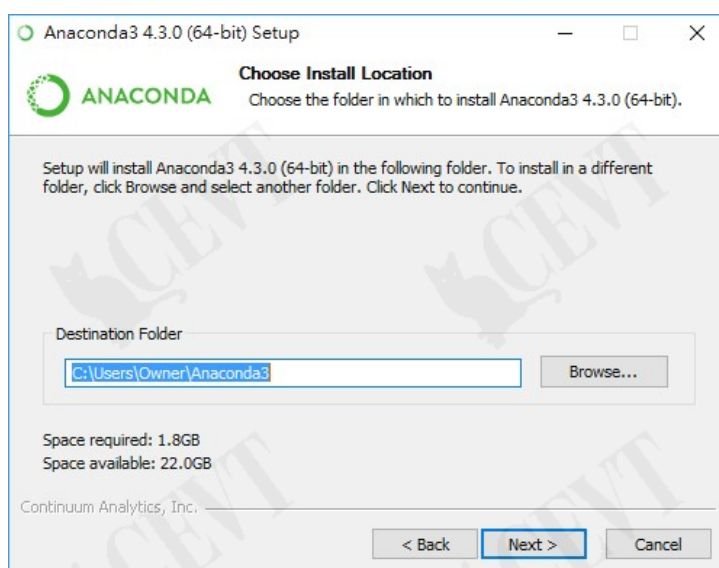 Anaconda3 4.3.0 (64-bit) Setup
ANACONDA
Choose Install Location
Choose the folder in which to install Anaconda3 4.3.0 (64-bit).
Setup will install Anaconda3 4.3.0 (64-bit) in the following folder. To install in a different
folder, click Browse and select another folder. Click Next to continue.
CEVT
CEVT
Destination Folder
C:\Users\Owner\Anaconda3
Browse...
Space required: 1.8GB
Space available: 22.0GB
Continuum Analytics, Inc.
< Back
Next >
Cancel
CEVT
CEVT